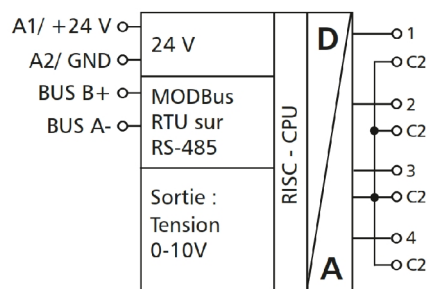 A1/ +24 V
A2/ GND
BUS B+
BUS A-
24 V
MODBus
RTU sur
RS-485
Sortie :
Tension
0-10V
RISC - CPU
D
A
1
C2
2
C2
3
C2
4
C2